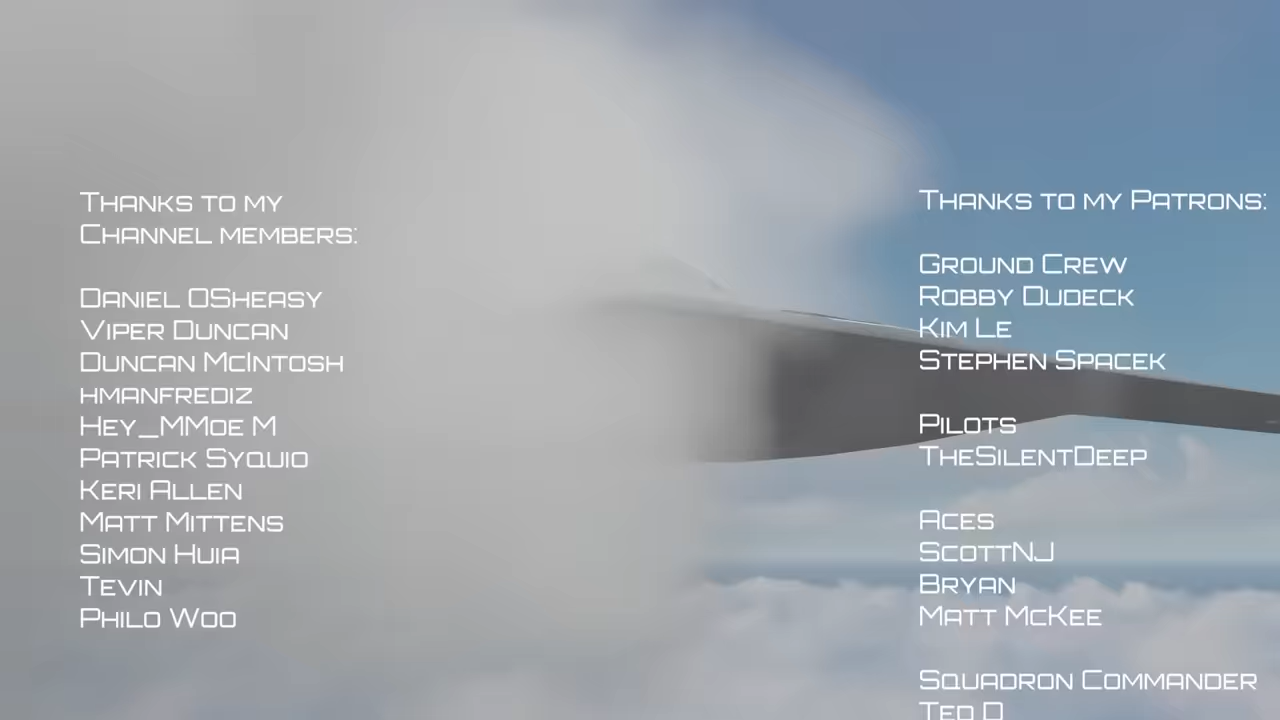 Thanks to my
Channel members:
Daniel OSheasy
Viper Duncan
Duncan McIntosh
hmanfrediz
Hey_MMoe M
Patrick Syquio
Keri Allen
Matt Mittens
Simon Huia
Tevin
Philo Woo
Thanks to my Patrons:
Ground Crew
Robby Dudeck
Kim Le
Stephen Spacek
Pilots
TheSilentDeep
Aces
ScottNJ
Bryan
Matt McKee
Squadron Commander
Ted D